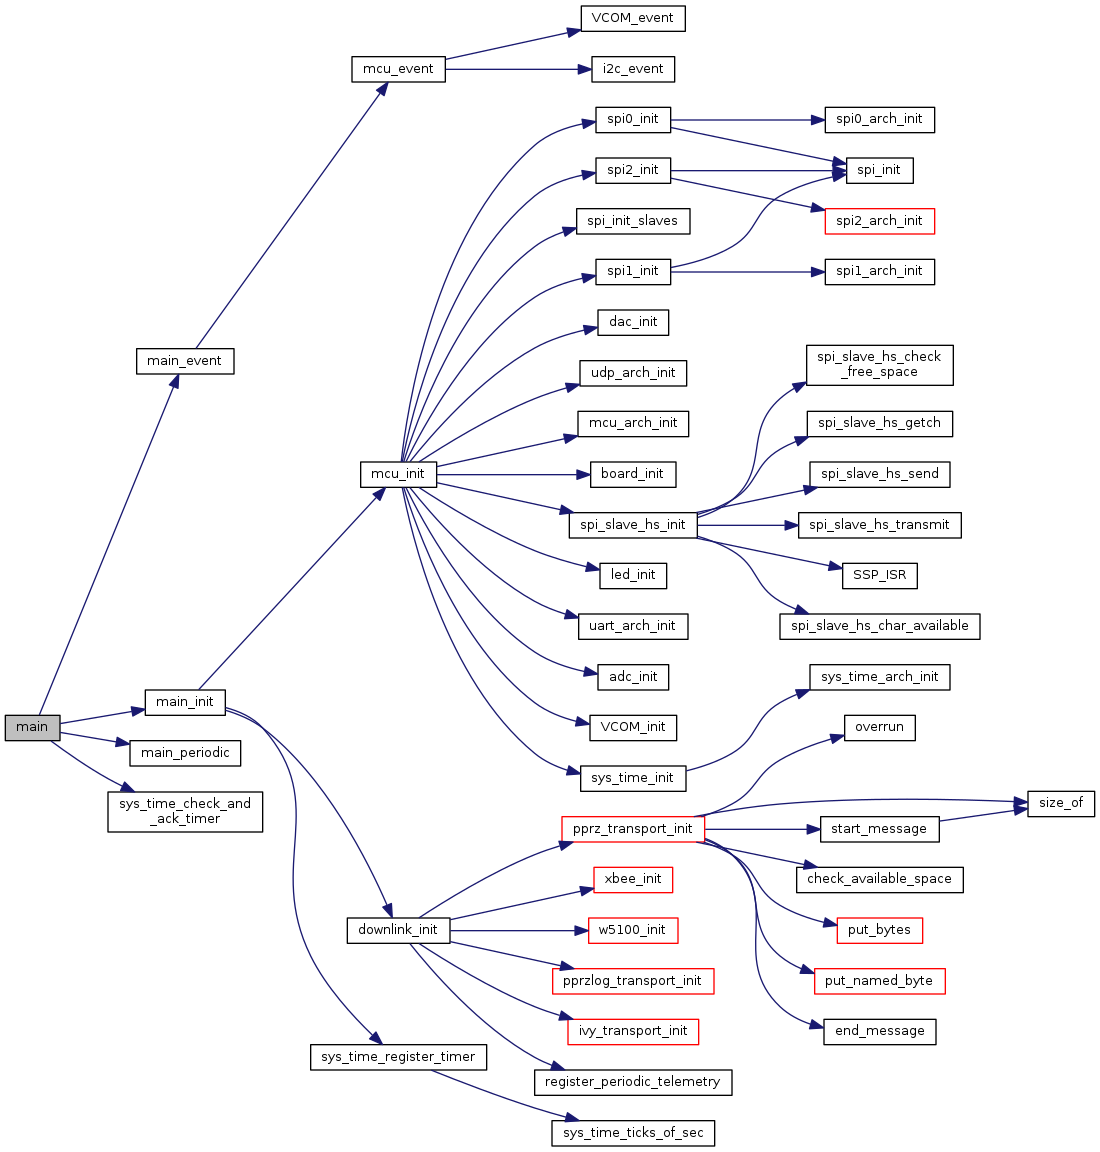 VCOM_event
mcu_event
i2c_event
spi0_init
spi0_arch_init
spi2_init
spi_init
spi_init_slaves
spi2_arch_init
spi1_init
spi1_arch_init
dac_init
main_event
udp_arch_init
spi_slave_hs_check
_free_space
mcu_arch_init
spi_slave_hs_getch
mcu_init
board_init
spi_slave_hs_send
spi_slave_hs_init
spi_slave_hs_transmit
led_init
SSP_ISR
uart_arch_init
spi_slave_hs_char_available
adc_init
sys_time_arch_init
main_init
main
VCOM_init
overrun
main_periodic
sys_time_init
sys_time_check_and
_ack_timer
size_of
pprz_transport_init
start_message
xbee_init
check_available_space
downlink_init
w5100_init
put_bytes
pprzlog_transport_init
put_named_byte
ivy_transport_init
end_message
sys_time_register_timer
register_periodic_telemetry
sys_time_ticks_of_sec